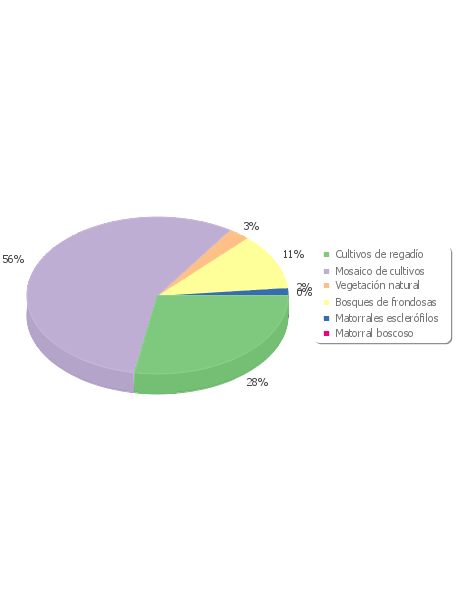 3%
11%
56%
2%
0%
28%
Cultivos de regadío
Mosaico de cultivos
Vegetación natural
Bosques de frondosas
Matorrales esclerófilos
Matorral boscoso